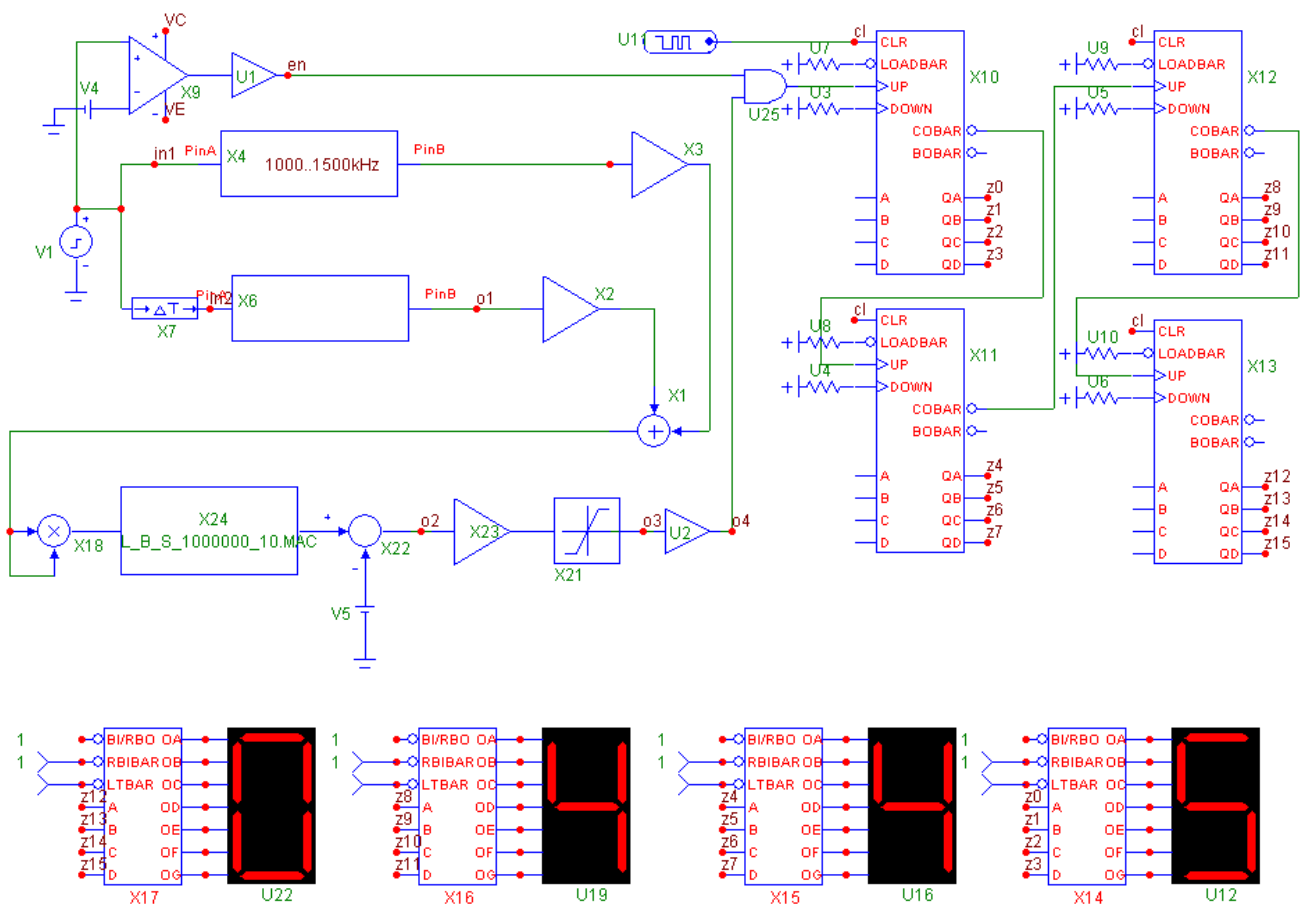 VC
U11
cl
CLR
cl
CLR
V4
X9
U1
en
U7
LOADBAR
X10
U9
LOADBAR
X12
VE
U25
U3
UP
DOWN
U5
UP
DOWN
COBAR
BOBAR
COBAR
BOBAR
in1
PinA
X4
1000..1500kHz
PinB
X3
A
QA
z0
B
QB
z1
C
QC
z2
D
QD
z3
A
QA
z8
B
QB
z9
C
QC
z10
D
QD
z11
V1
X7
PinA
in2
X6
PinB
o1
X2
cl
CLR
U8
LOADBAR
X11
UP
U4
DOWN
COBAR
BOBAR
cl
CLR
U10
LOADBAR
X13
UP
U6
DOWN
COBAR
BOBAR
X1
A
QA
z4
B
QB
z5
C
QC
z6
D
QD
z7
A
QA
z12
B
QB
z13
C
QC
z14
D
QD
z15
X18
X24
L_B_S_1000000_10.MAC
X22
o2
X23
X21
o3
U2
o4
V5
1
1
BI/RBO OA
RBIBAR OB
LTBAR OC
z12 A OD
z13 B OE
z14 C OF
z15 D OG
0
X17
U22
1
1
BI/RBO OA
RBIBAR OB
LTBAR OC
z8 A OD
z9 B OE
z10 C OF
z11 D OG
4
X16
U19
1
1
BI/RBO OA
RBIBAR OB
LTBAR OC
z4 A OD
z5 B OE
z6 C OF
z7 D OG
4
X15
U16
1
1
BI/RBO OA
RBIBAR OB
LTBAR OC
z0 A OD
z1 B OE
z2 C OF
z3 D OG
5
X14
U12